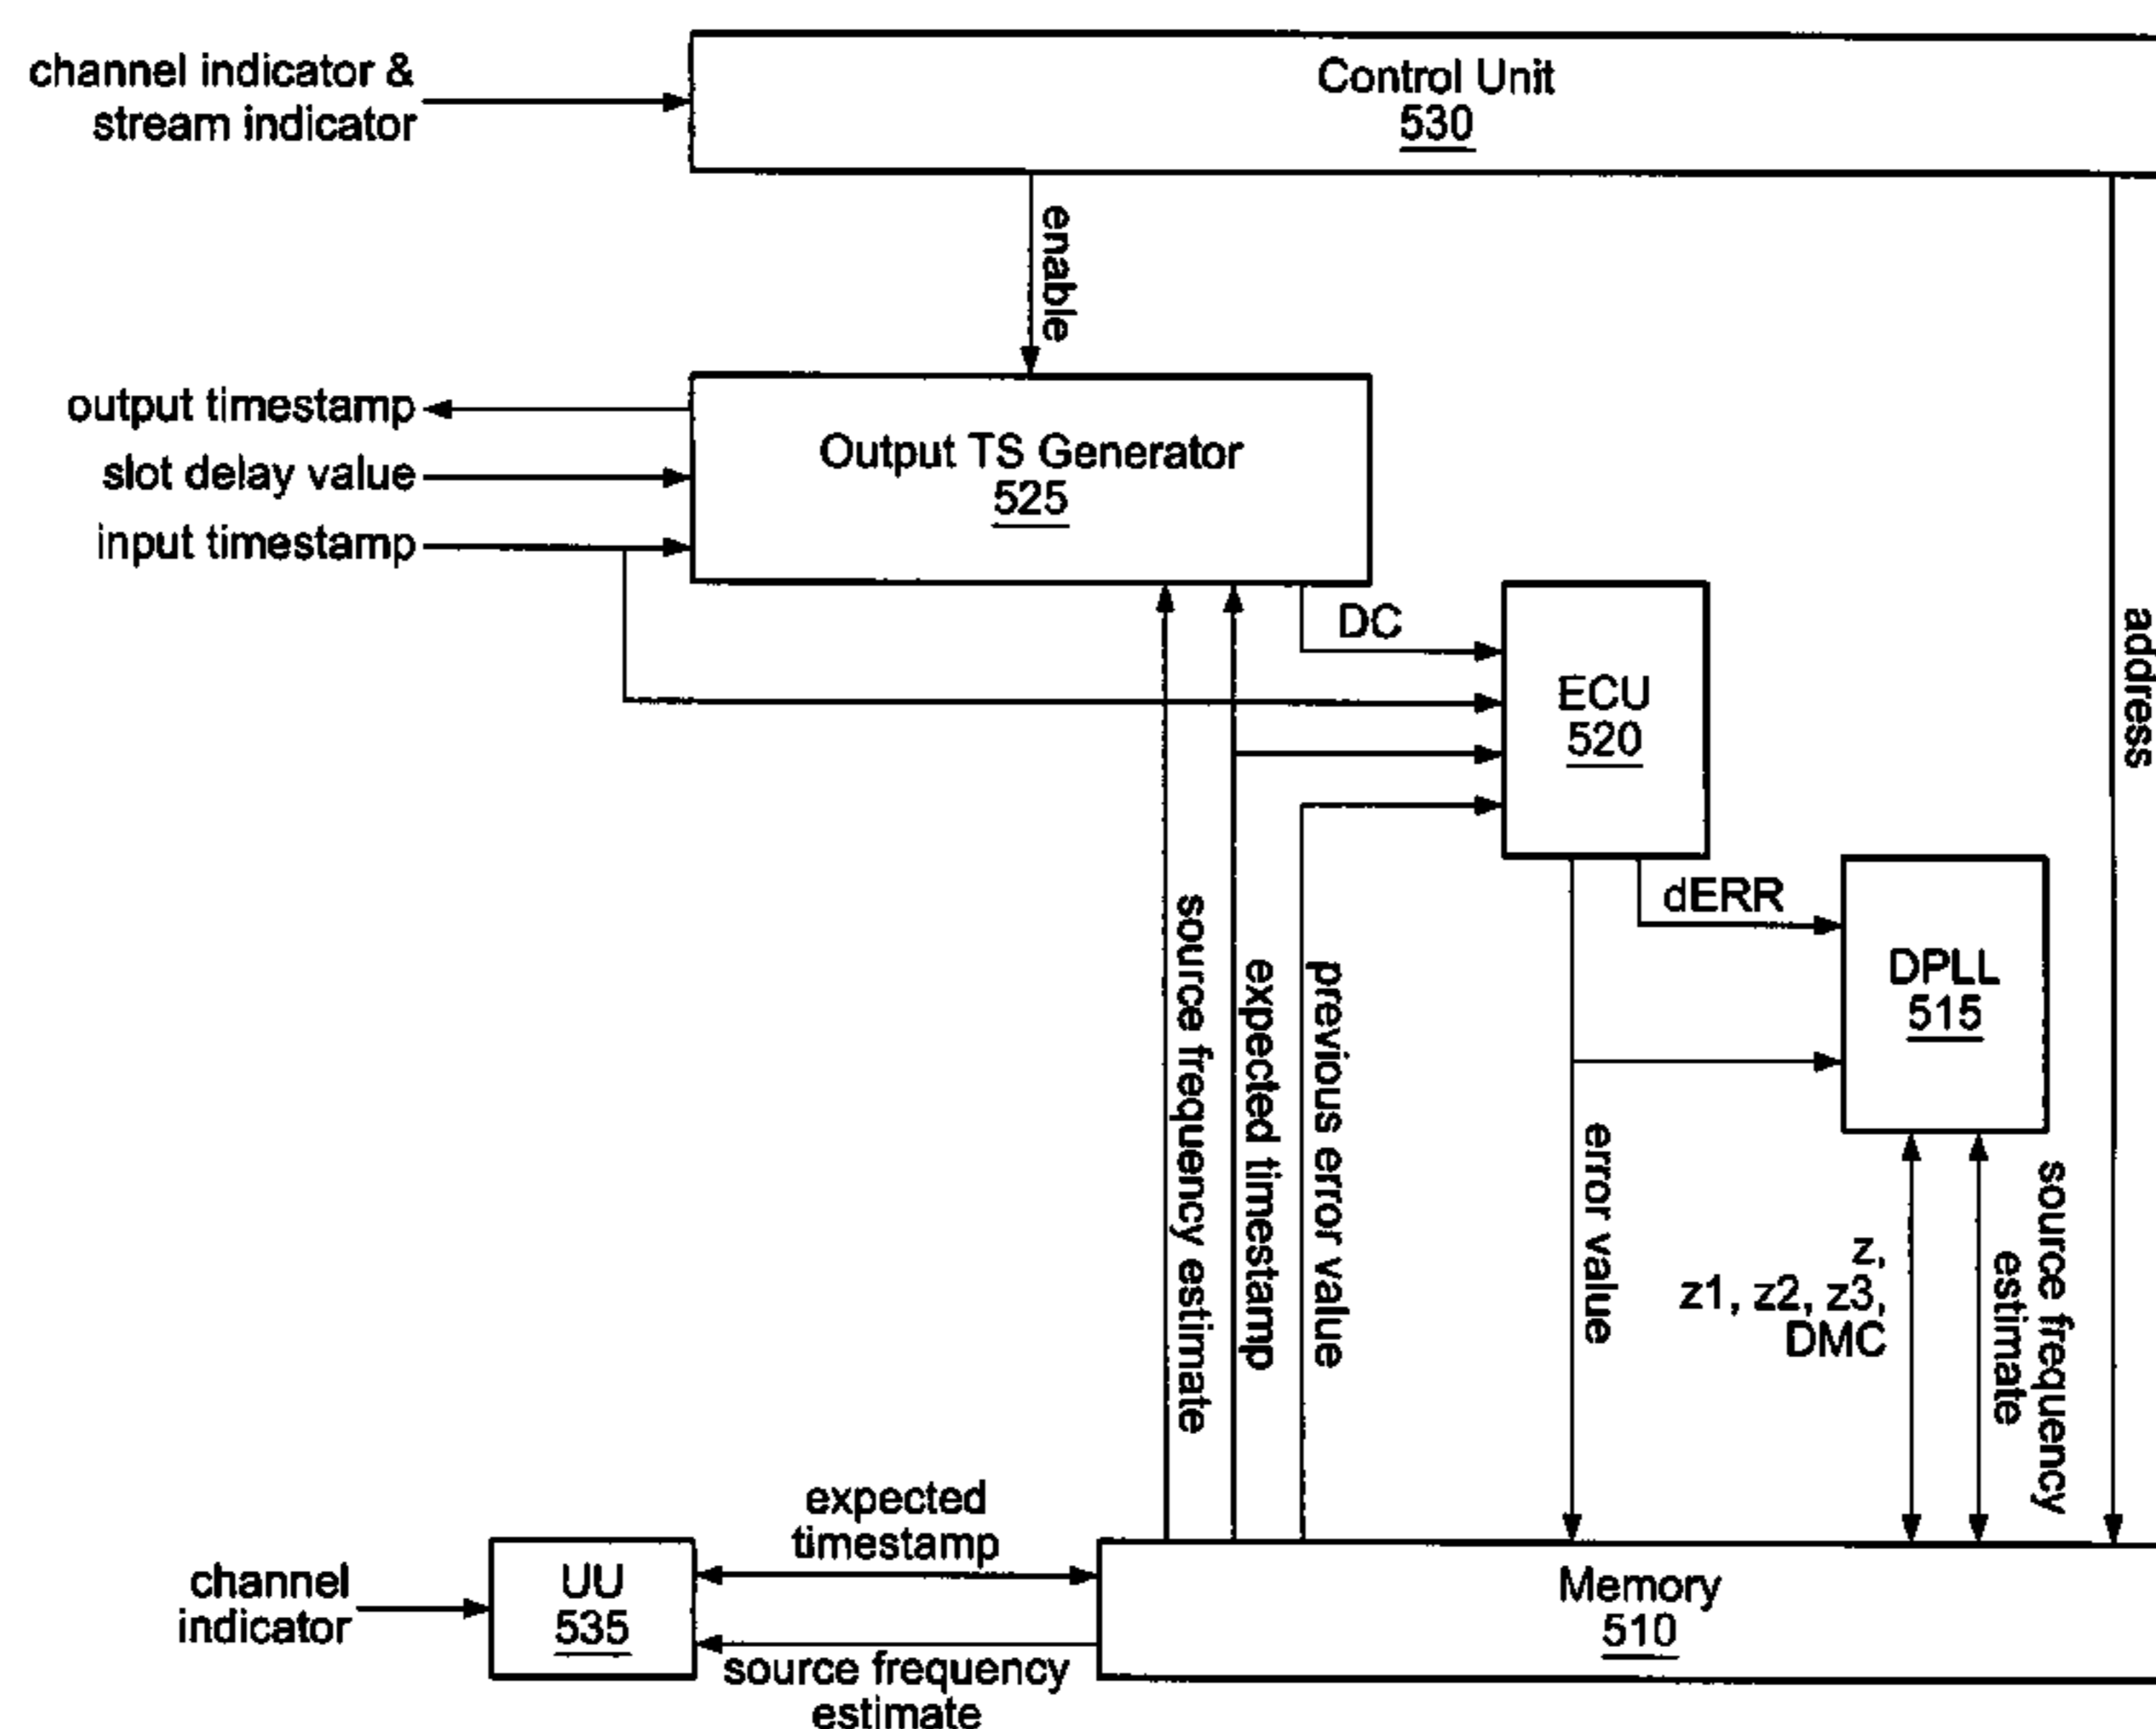 channel indicator &
stream indicator
Control Unit
530
enable
output timestamp
slot delay value
input timestamp
Output TS Generator
525
DC
ECU
520
address
dERR
DPLL
515
source frequency estimate
expected timestamp
previous error value
error value
z,
z1, z2, z3,
DMC
source frequency
estimate
expected
timestamp
channel
indicator
UU
535
source frequency
estimate
Memory
510